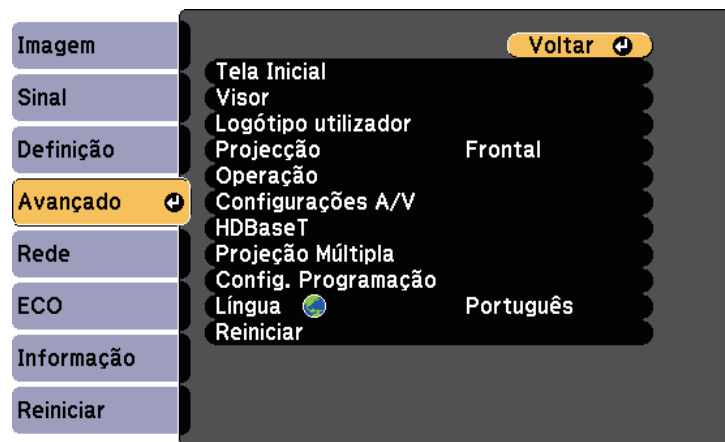 Imagem
Sinal
Definição
Avançado
Rede
ECO
Informação
Reiniciar
Voltar
Tela Inicial
Visor
Logótipo utilizador
Projecção Frontal
Operação
Configurações A/V
HDBaseT
Projeção Múltipla
Config. Programação
Língua Português
Reiniciar